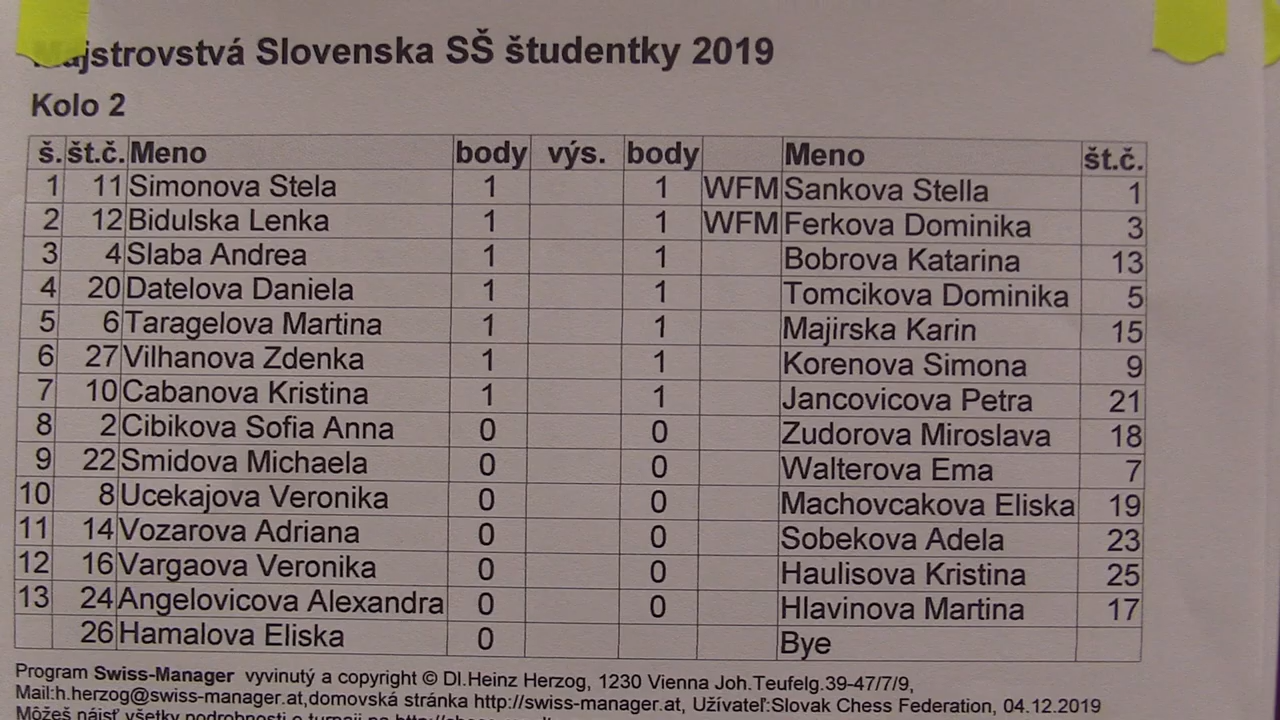 Majstrovstvá Slovenska SŠ študentky 2019
Kolo 2
š. št.č. Meno body výs. body Meno št.č.
1 11 Simonova Stela 1 1 WFM Sankova Stella 1
2 12 Bidulska Lenka 1 1 WFM Ferkova Dominika 3
3 4 Slaba Andrea 1 1 Bobrova Katarina 13
4 20 Datelova Daniela 1 1 Tomcikova Dominika 5
5 6 Taragelova Martina 1 1 Majirska Karin 15
6 27 Vilhanova Zdenka 1 1 Korenova Simona 9
7 10 Cabanova Kristina 1 1 Jancovicova Petra 21
8 2 Cibikova Sofia Anna 0 0 Zudorova Miroslava 18
9 22 Smidova Michaela 0 0 Walterova Ema 7
10 8 Ucekajova Veronika 0 0 Machovcakova Eliska 19
11 14 Vozarova Adriana 0 0 Sobekova Adela 23
12 16 Vargaova Veronika 0 0 Haulisova Kristina 25
13 24 Angelovicova Alexandra 0 0 Hlavinova Martina 17
26 Hamalova Eliska 0 Bye
Program Swiss-Manager vyvinutý a copyright © DI.Heinz Herzog, 1230 Vienna Joh.Teufelg.39-47/7/9,
Mail:h.herzog@swiss-manager.at,domovská stránka http://swiss-manager.at, Užívateľ:Slovak Chess Federation, 04.12.2019
Môžeš nájsť všetky podrobnosti o turnaji na